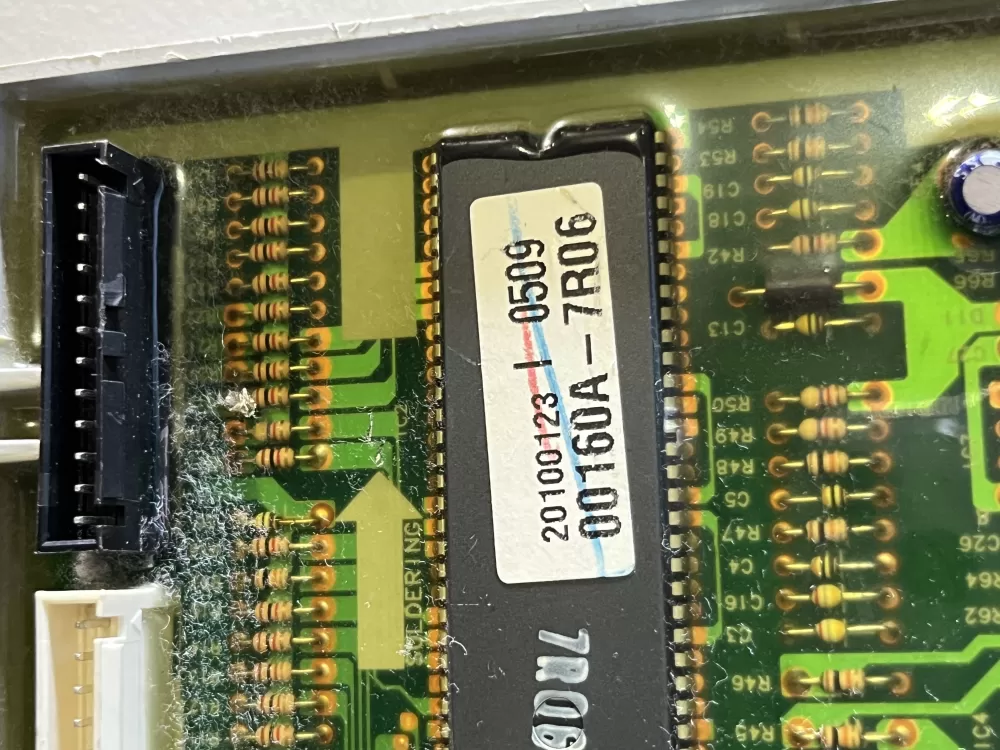 20100123 - 0509
00160A-7R06
7R06
SOLDERING
R54
R53
C19
C18
R42
C13
R50
R49
R48
C5
R47
C4
C16
C3
R46
R45
R66
D11
C26
R64
R62